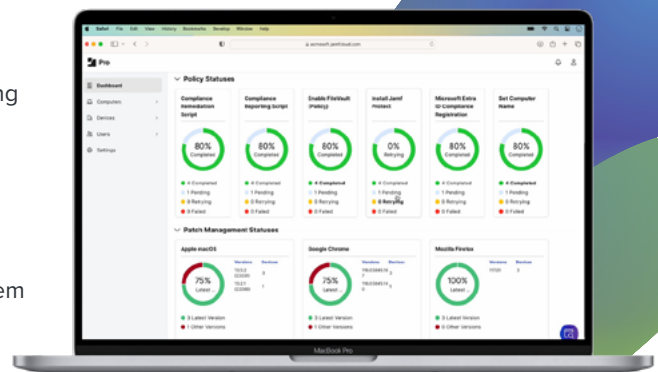 Safari File Edit View History Bookmarks Develop Window Help
Pro
Dashboard
Computers
Devices
Users
Settings
Policy Statuses
Compliance Remediation Script
80%
Completed
4 Completed
1 Pending
0 Retrying
0 Failed
Compliance Reporting Script
80%
Completed
4 Completed
1 Pending
0 Retrying
0 Failed
Enable FileVault (Policy)
80%
Completed
4 Completed
1 Pending
0 Retrying
0 Failed
Install Jamf Protect
0%
Retrying
4 Completed
1 Pending
0 Retrying
0 Failed
Microsoft Entra ID Compliance Registration
80%
Completed
4 Completed
1 Pending
0 Retrying
0 Failed
Set Computer Name
80%
Completed
4 Completed
1 Pending
0 Retrying
0 Failed
Patch Management Statuses
Apple macOS
75%
Latest ...
Versions Devices
3
1
3 Latest Version
1 Other Versions
Google Chrome
75%
Latest ...
Versions Devices
3 Latest Version
1 Other Versions
Mozilla Firefox
100%
Latest ...
Versions Devices
3 Latest Version
0 Other Versions
MacBook Pro
ng
em